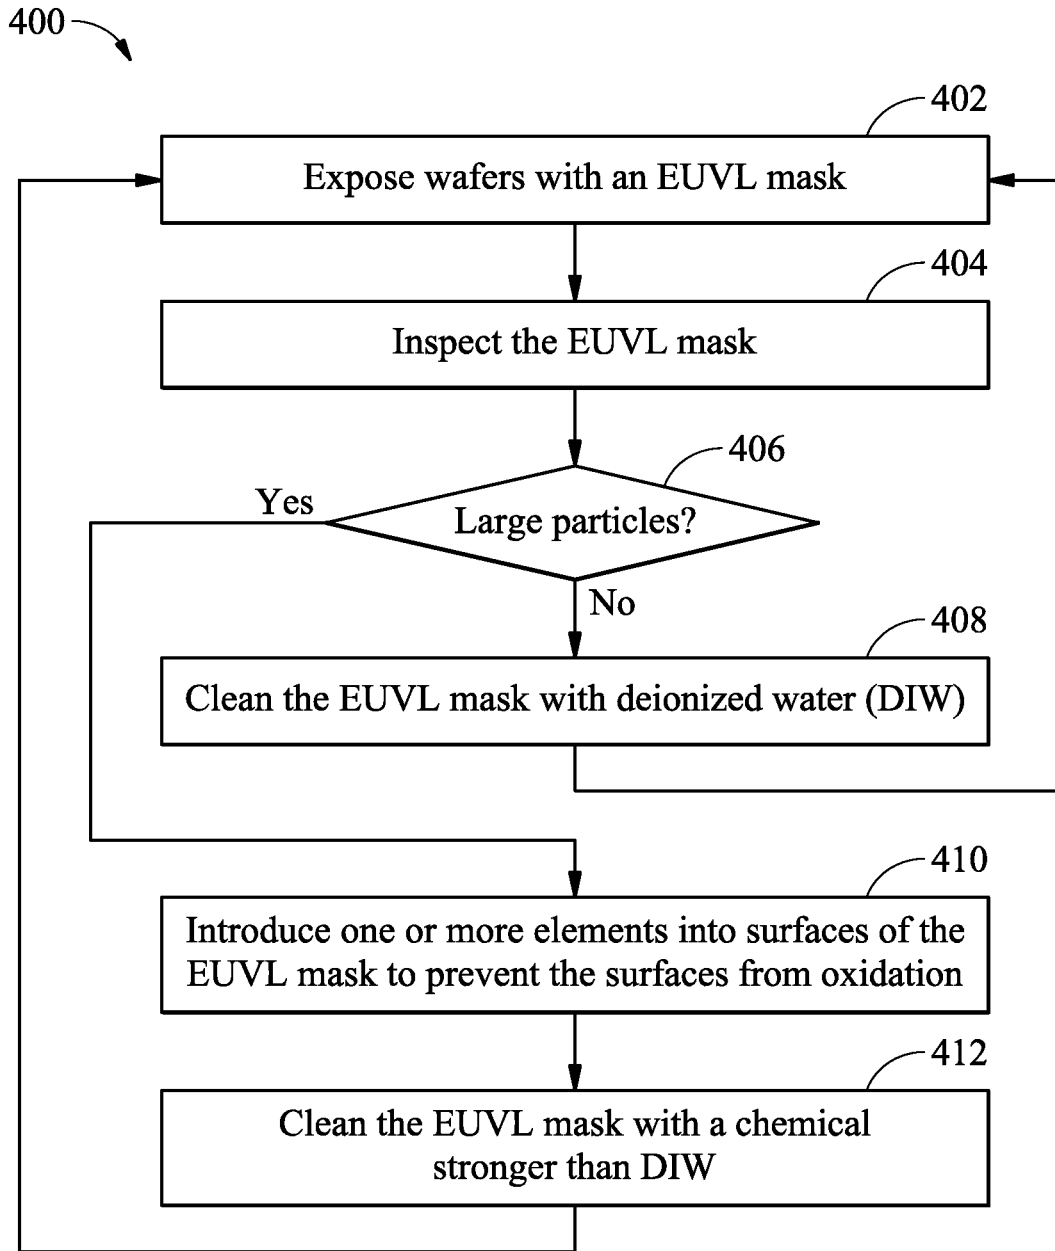 400
402
Expose wafers with an EUVL mask
404
Inspect the EUVL mask
406
Yes
Large particles?
No
408
Clean the EUVL mask with deionized water (DIW)
410
Introduce one or more elements into surfaces of the
EUVL mask to prevent the surfaces from oxidation
412
Clean the EUVL mask with a chemical
stronger than DIW